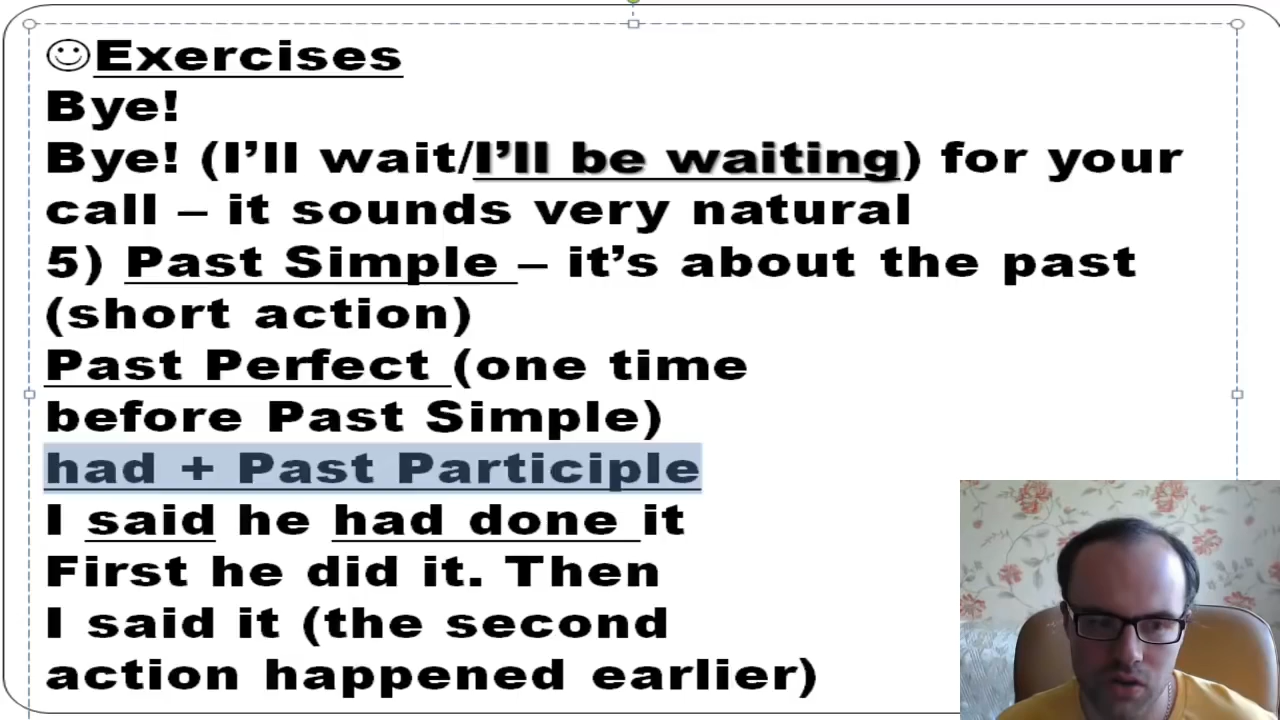 ☺Exercises
Bye!
Bye! (I’ll wait/I’ll be waiting) for your
call – it sounds very natural
5) Past Simple – it’s about the past
(short action)
Past Perfect (one time
before Past Simple)
had + Past Participle
I said he had done it
First he did it. Then
I said it (the second
action happened earlier)